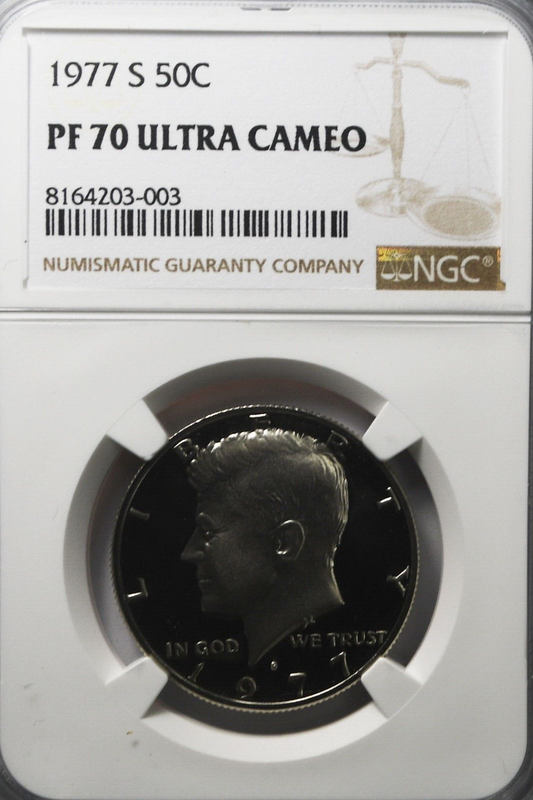 1977 S 50C
PF 70 ULTRA CAMEO
8164203-003
NUMISMATIC GUARANTY COMPANY
NGC®
LIBERTY
IN GOD WE TRUST
S
1977